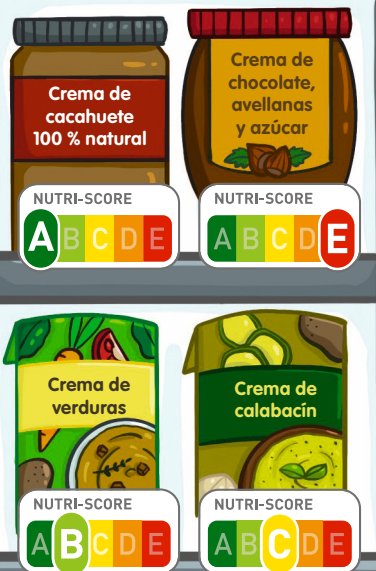 Crema de
cacahuete
100 % natural
NUTRI-SCORE
A B C D E
Crema de
chocolate,
avellanas
y azúcar
NUTRI-SCORE
A B C D E
Crema de
verduras
NUTRI-SCORE
A B C D E
Crema de
calabacín
NUTRI-SCORE
A B C D E